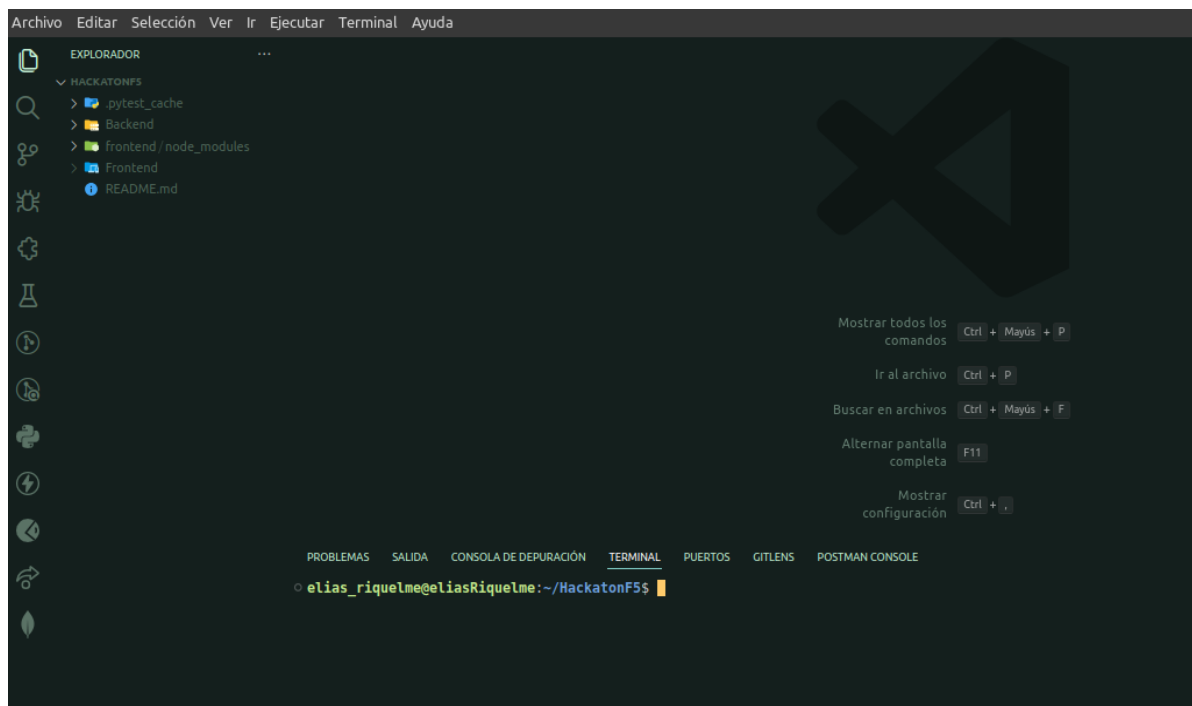 Archivo Editar Selección Ver Ir Ejecutar Terminal Ayuda
EXPLORADOR ...
HACKATONF5
.pytest_cache
Backend
frontend / node_modules
Frontend
README.md
Mostrar todos los
comandos Ctrl + Mayús + P
Ir al archivo Ctrl + P
Buscar en archivos Ctrl + Mayús + F
Alternar pantalla
completa F11
Mostrar
configuración Ctrl + ,
PROBLEMAS SALIDA CONSOLA DE DEPURACIÓN TERMINAL PUERTOS GITLENS POSTMAN CONSOLE
elias_riquelme@eliasRiquelme:~/HackatonF5$